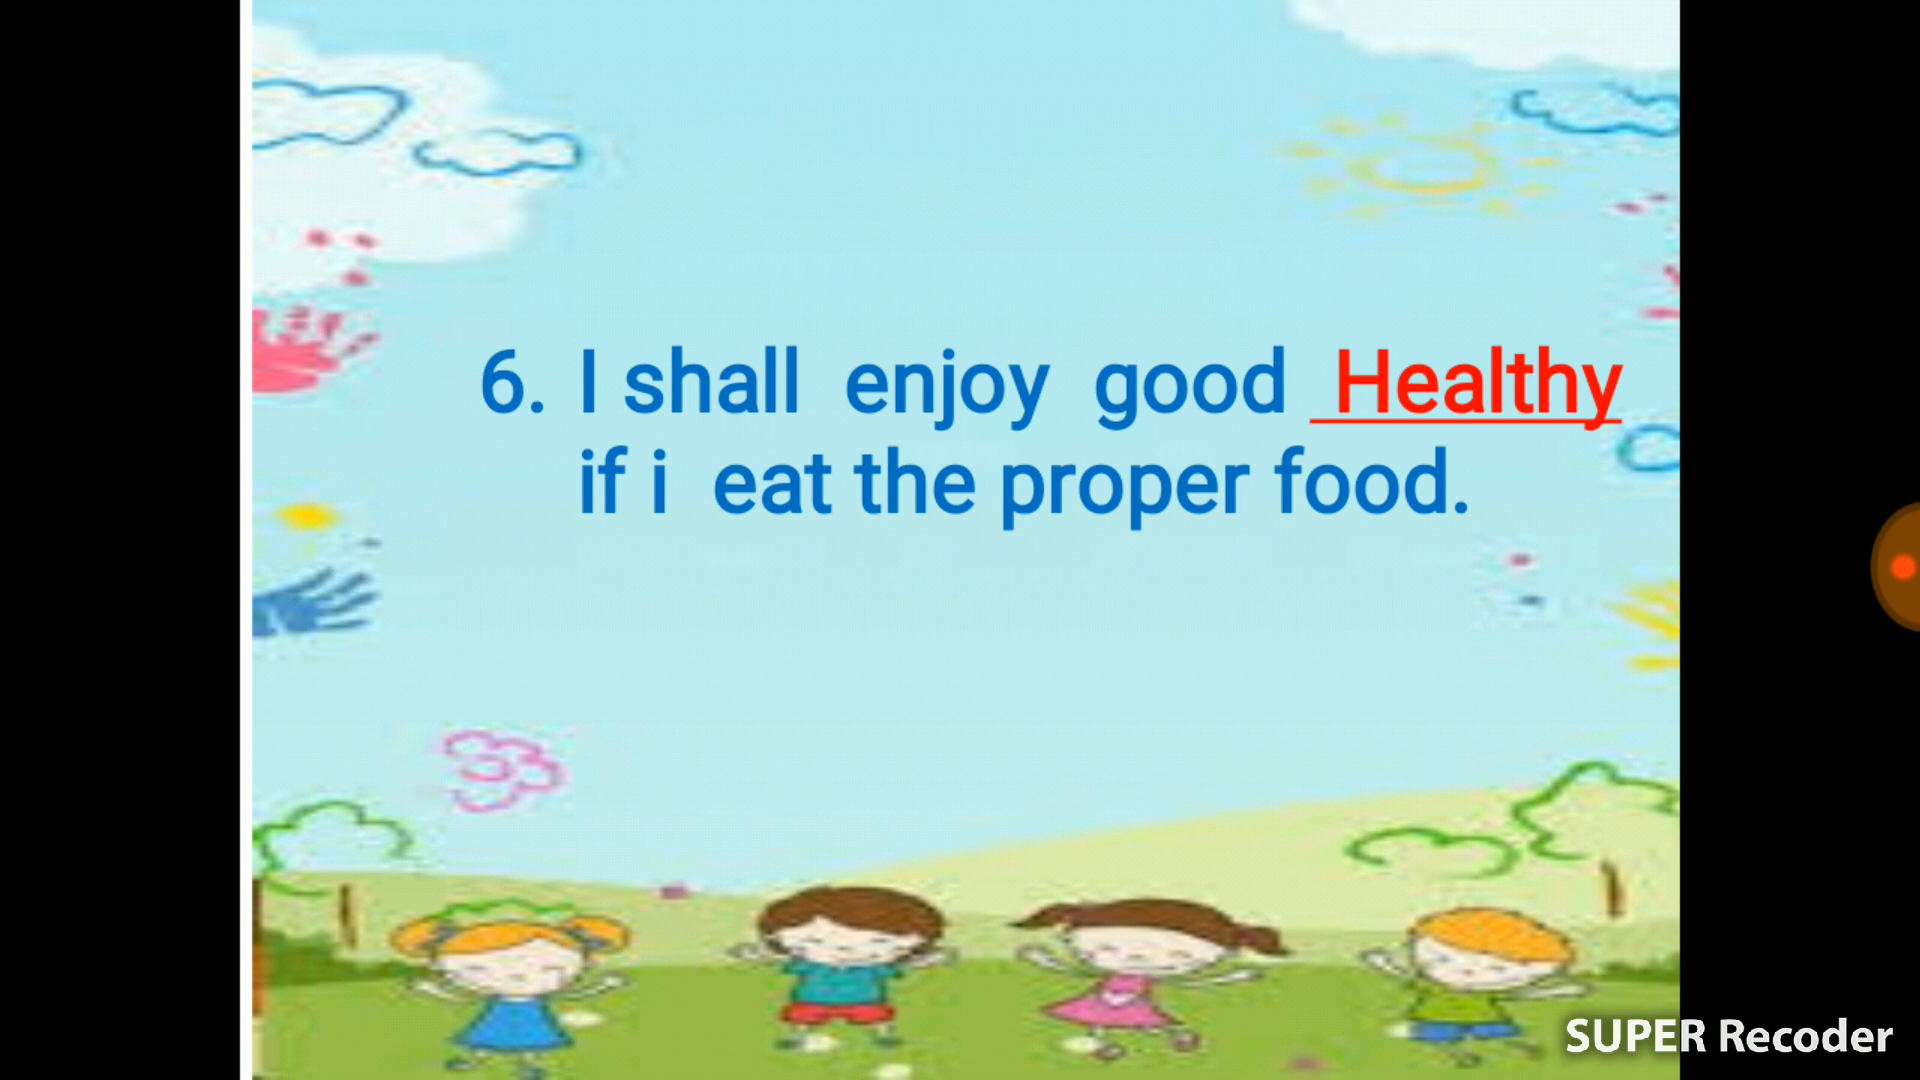 6. I shall enjoy good Healthy
if i eat the proper food.
SUPER Recoder